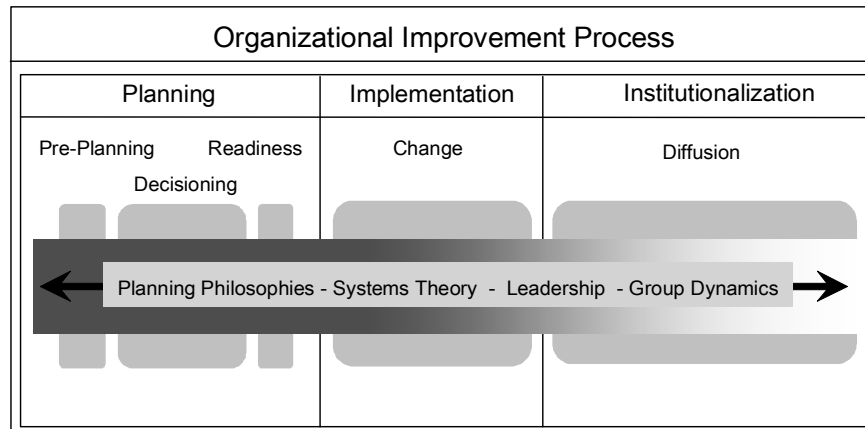 Organizational Improvement Process
Planning
Implementation
Institutionalization
Pre-Planning
Readiness
Decisioning
Change
Diffusion
Planning Philosophies - Systems Theory - Leadership - Group Dynamics